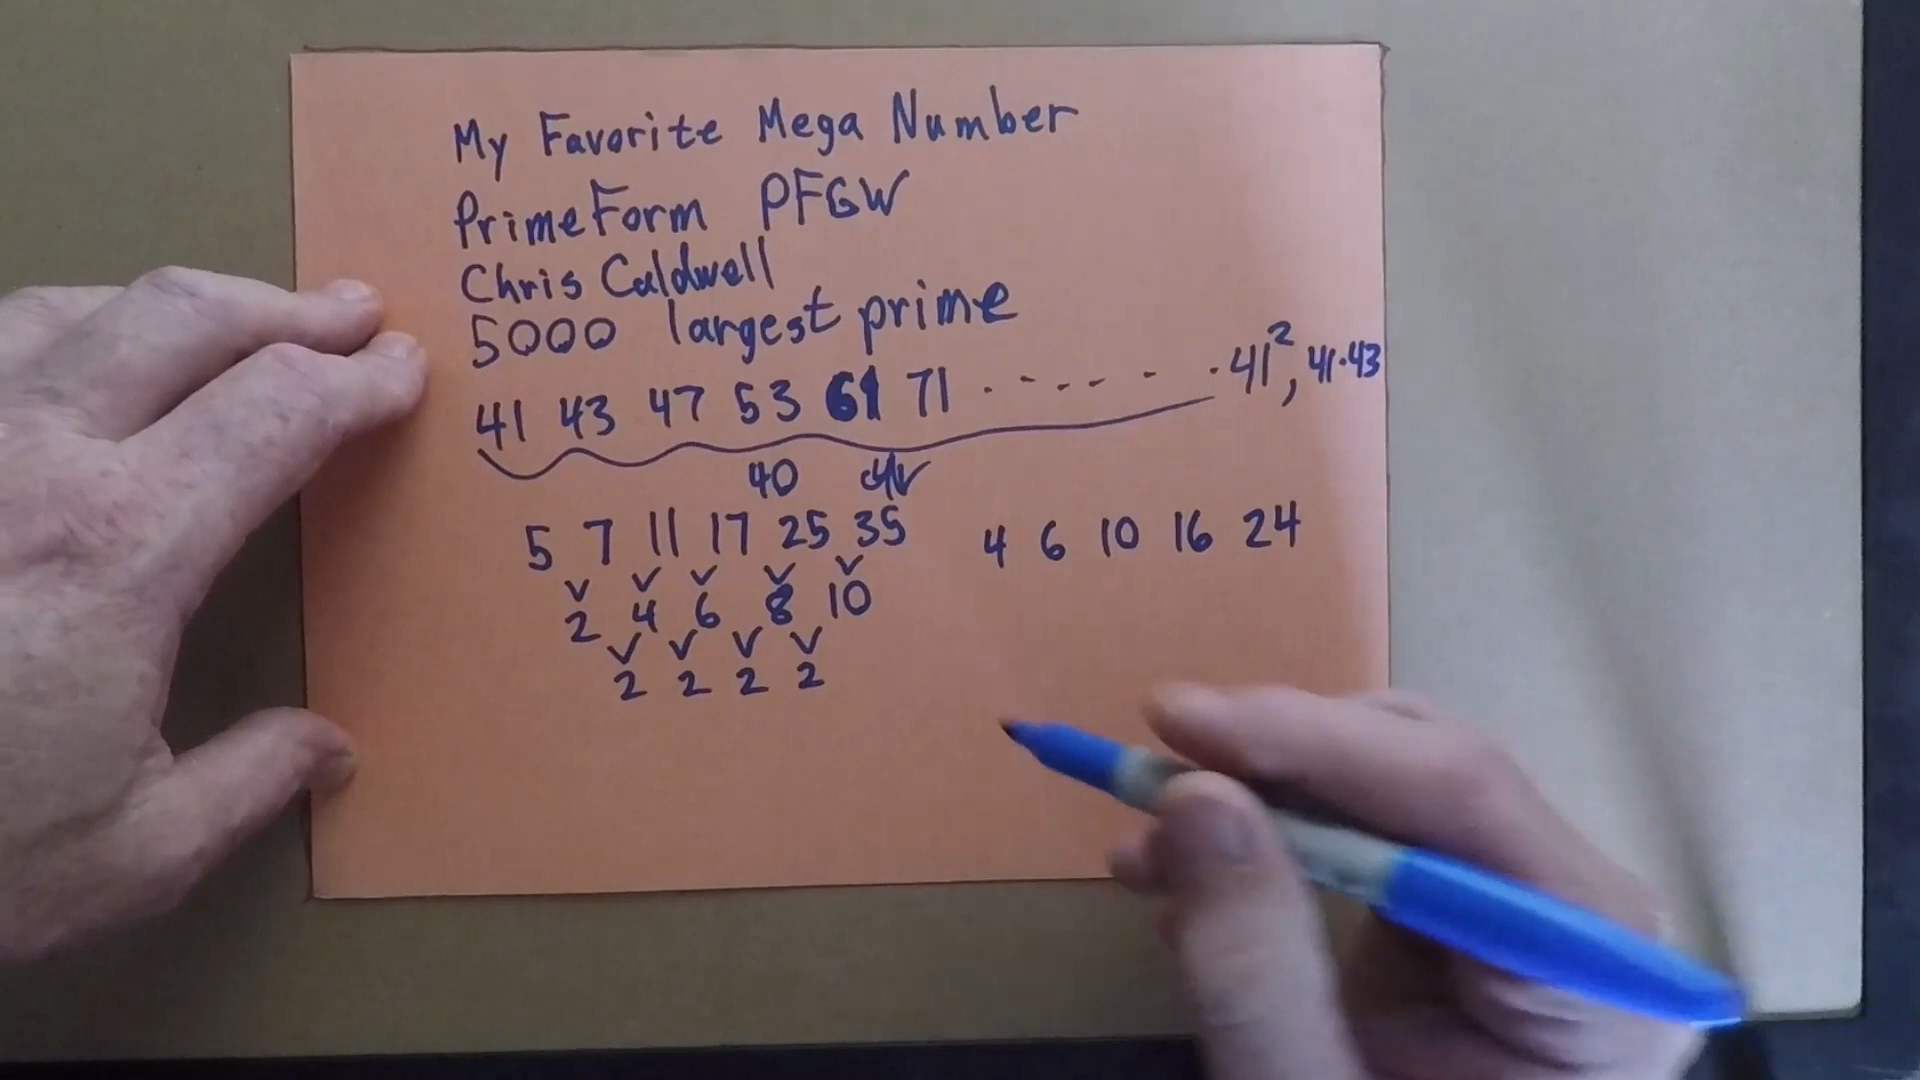 My Favorite Mega Number
PrimeForm PFGW
Chris Caldwell
5000 largest prime
41 43 47 53 61 71 · - - - - - · 41², 41·43
40
5 7 11 17 25 35 4 6 10 16 24
2 4 6 8 10
2 2 2 2